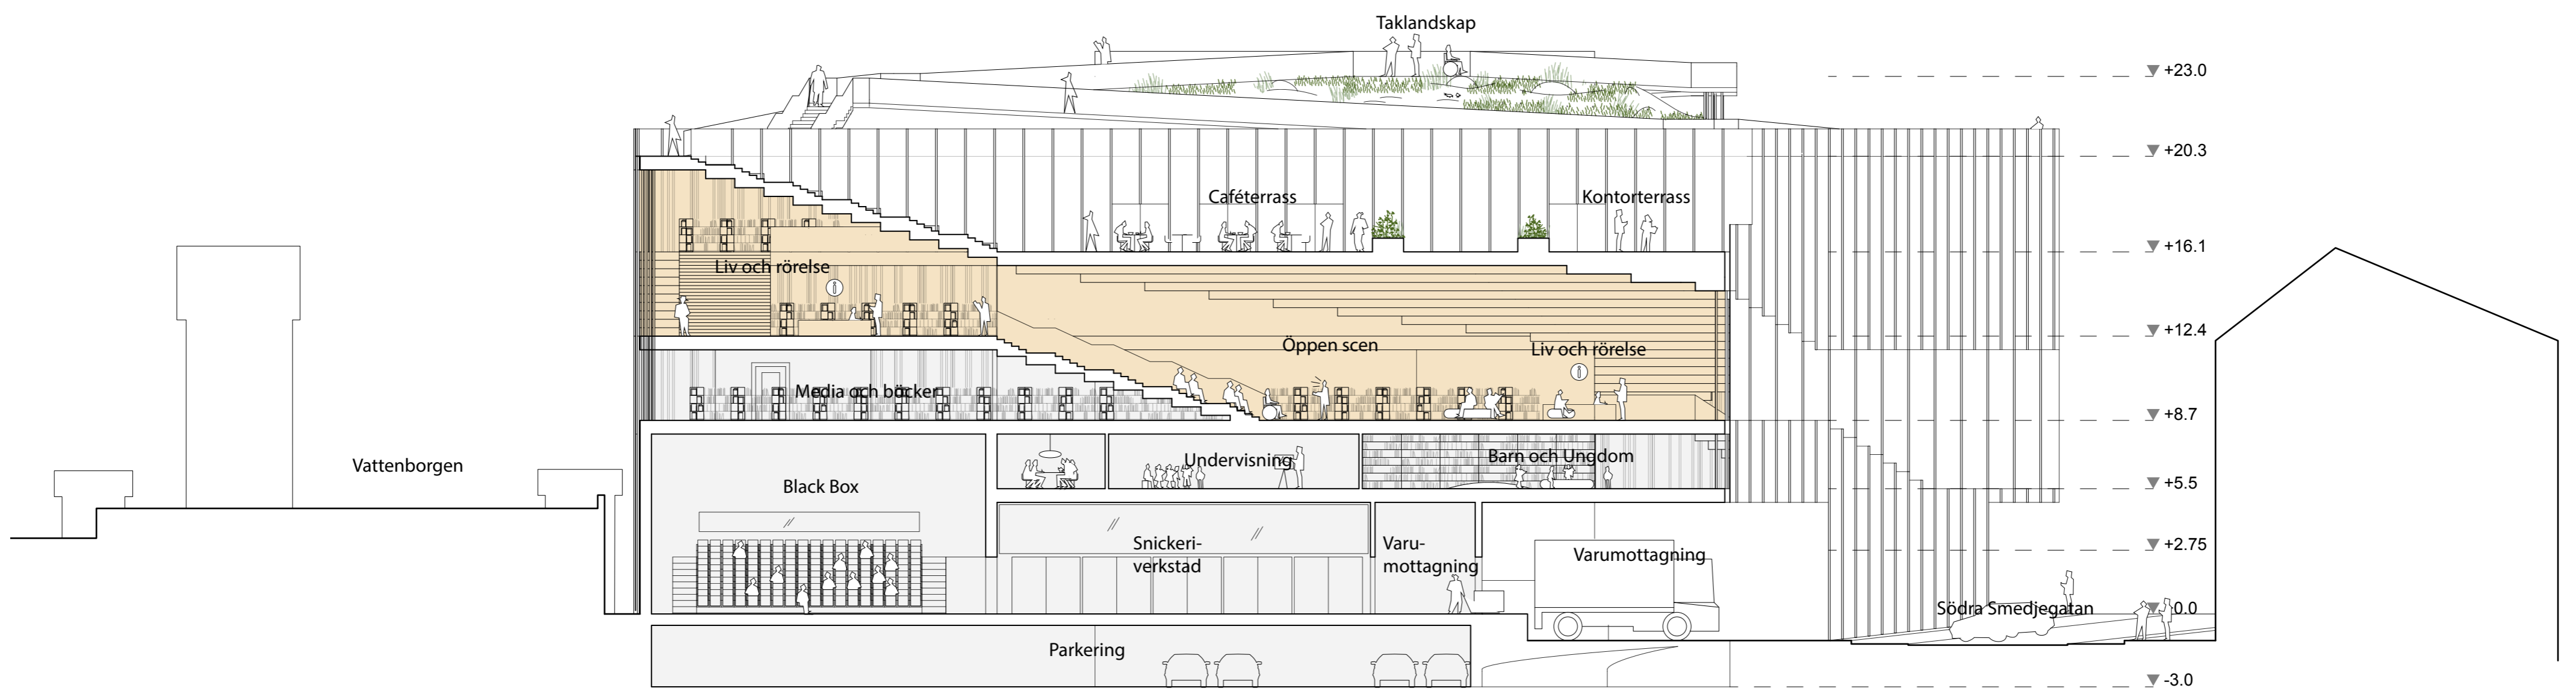 Taklandskap
+23.0
+20.3
Caféterrass
Kontorterrass
+16.1
Liv och rörelse
i
+12.4
Öppen scen
Liv och rörelse
i
Media och böcker
+8.7
Vattenborgen
Undervisning
Barn och Ungdom
Black Box
+5.5
Snickeri-
verkstad
Varu-
mottagning
Varumottagning
+2.75
Södra Smedjegatan
0.0
Parkering
-3.0